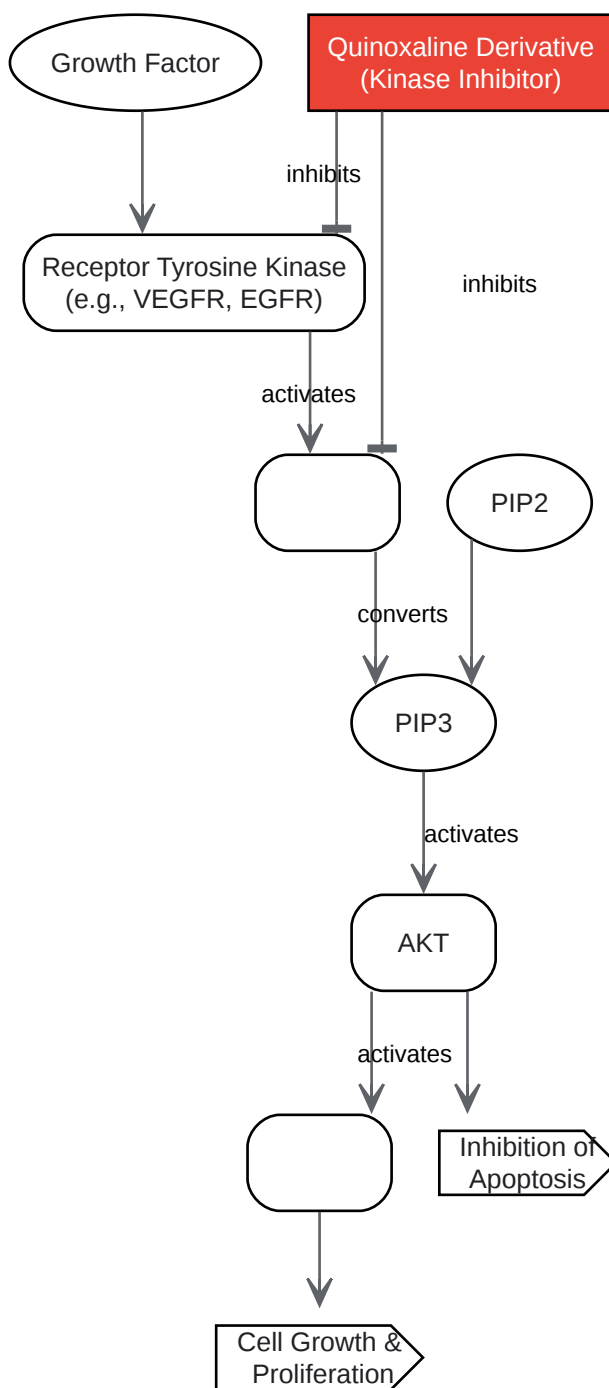 Growth Factor
Quinoxaline Derivative
(Kinase Inhibitor)
inhibits
Receptor Tyrosine Kinase
(e.g., VEGFR, EGFR)
inhibits
activates
PIP2
converts
PIP3
activates
AKT
activates
Inhibition of
Apoptosis
Cell Growth &
Proliferation